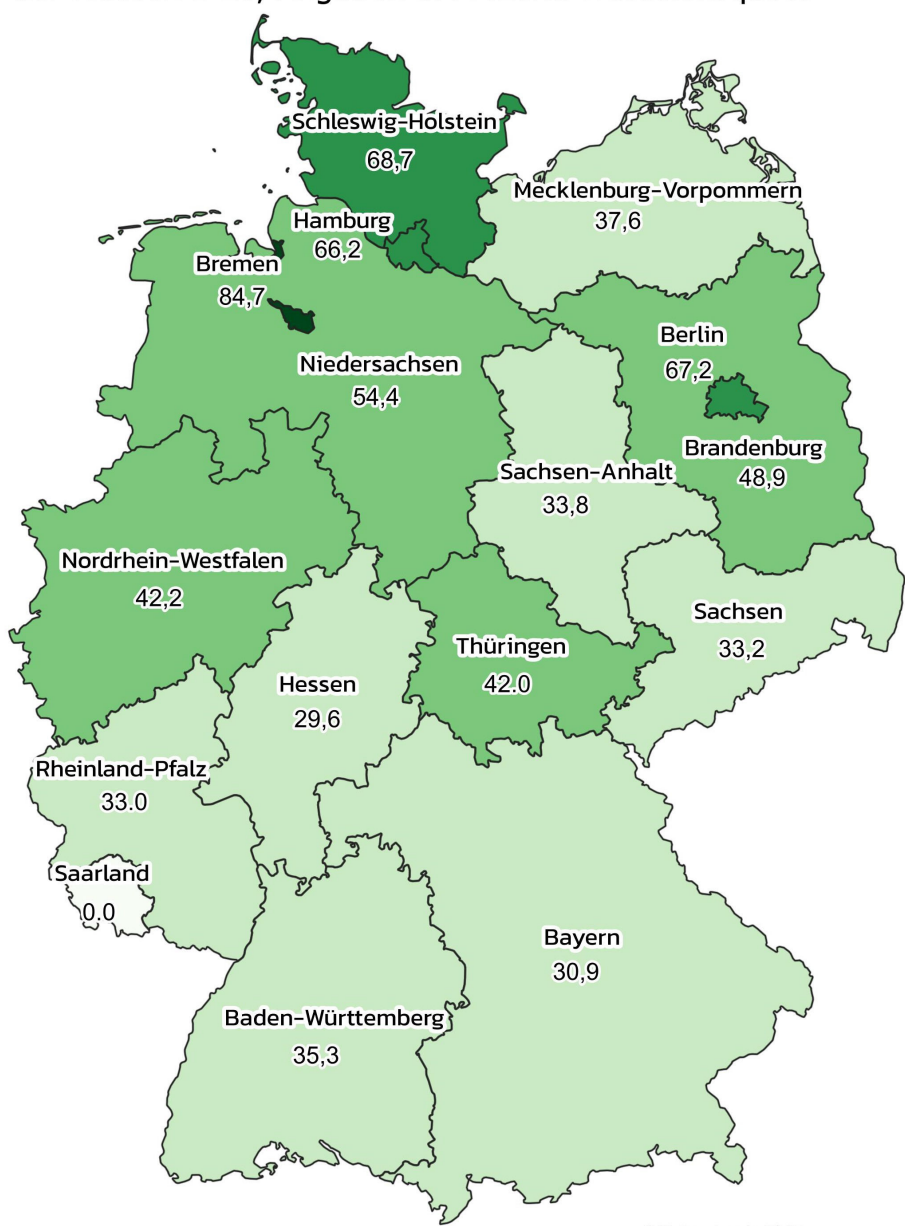 Schleswig-Holstein
68,7
Mecklenburg-Vorpommern
37,6
Hamburg
66,2
Bremen
84,7
Berlin
67,2
Niedersachsen
54,4
Brandenburg
48,9
Sachsen-Anhalt
33,8
Nordrhein-Westfalen
42,2
Sachsen
33,2
Thüringen
42.0
Hessen
29,6
Rheinland-Pfalz
33.0
Saarland
0.0
Bayern
30,9
Baden-Württemberg
35,3